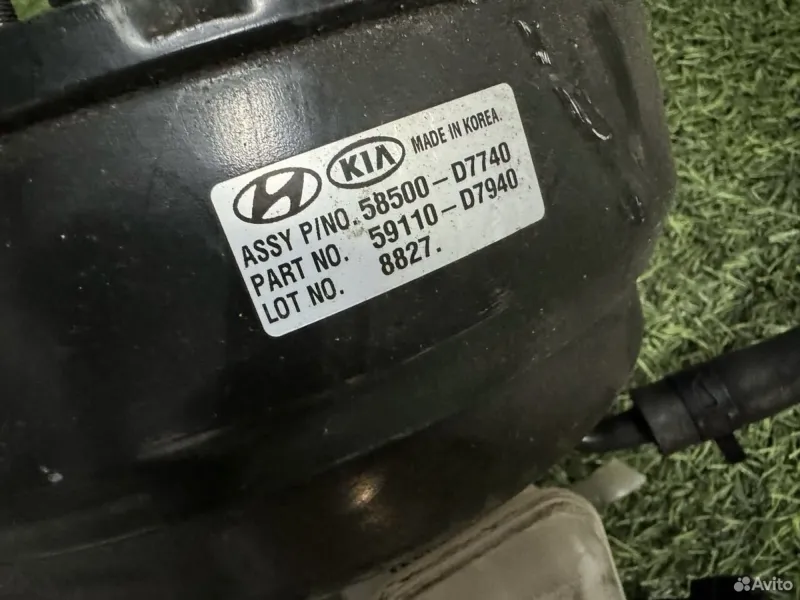 KIA MADE IN KOREA.
ASSY P/NO. 58500-D7740
PART NO. 59110-D7940
LOT NO. 8827.
Avito